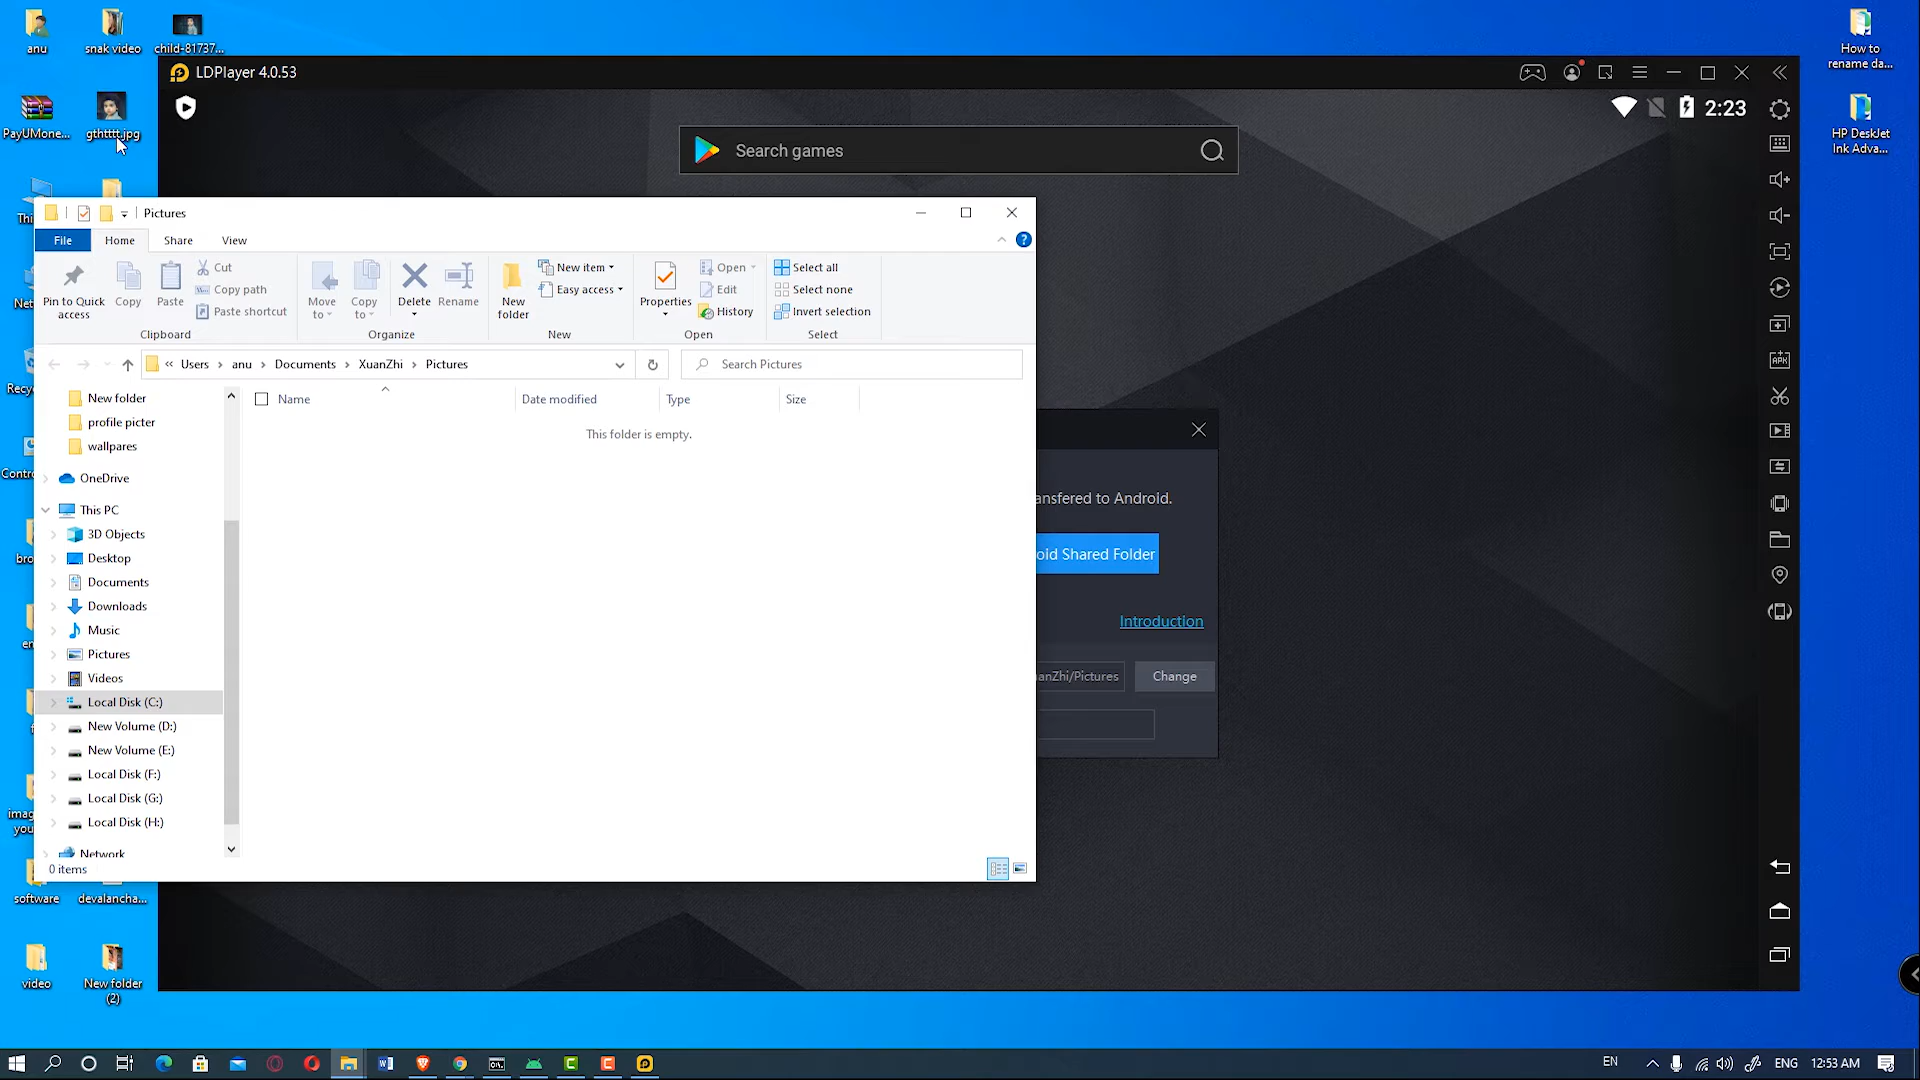 anu
snak video
child-81737...
How to
rename da...
LDPlayer 4.0.53
PayUMone...
gthtttt.jpg
2:23
HP DeskJet
Ink Adva...
Search games
Pictures
File
Home
Share
View
Pin to Quick
access
Copy
Paste
Cut
Copy path
Paste shortcut
Clipboard
Move
to
Copy
to
Delete
Rename
Organize
New
folder
New item
Easy access
New
Properties
Open
Edit
History
Open
Select all
Select none
Invert selection
Select
Users
anu
Documents
XuanZhi
Pictures
Search Pictures
Name
Date modified
Type
Size
This folder is empty.
New folder
profile picter
wallpares
OneDrive
This PC
3D Objects
Desktop
Documents
Downloads
Music
Pictures
Videos
Local Disk (C:)
New Volume (D:)
New Volume (E:)
Local Disk (F:)
Local Disk (G:)
Local Disk (H:)
Network
0 items
ansfered to Android.
oid Shared Folder
Introduction
anZhi/Pictures
Change
software
devalancha...
video
New folder
(2)
EN
ENG
12:53 AM